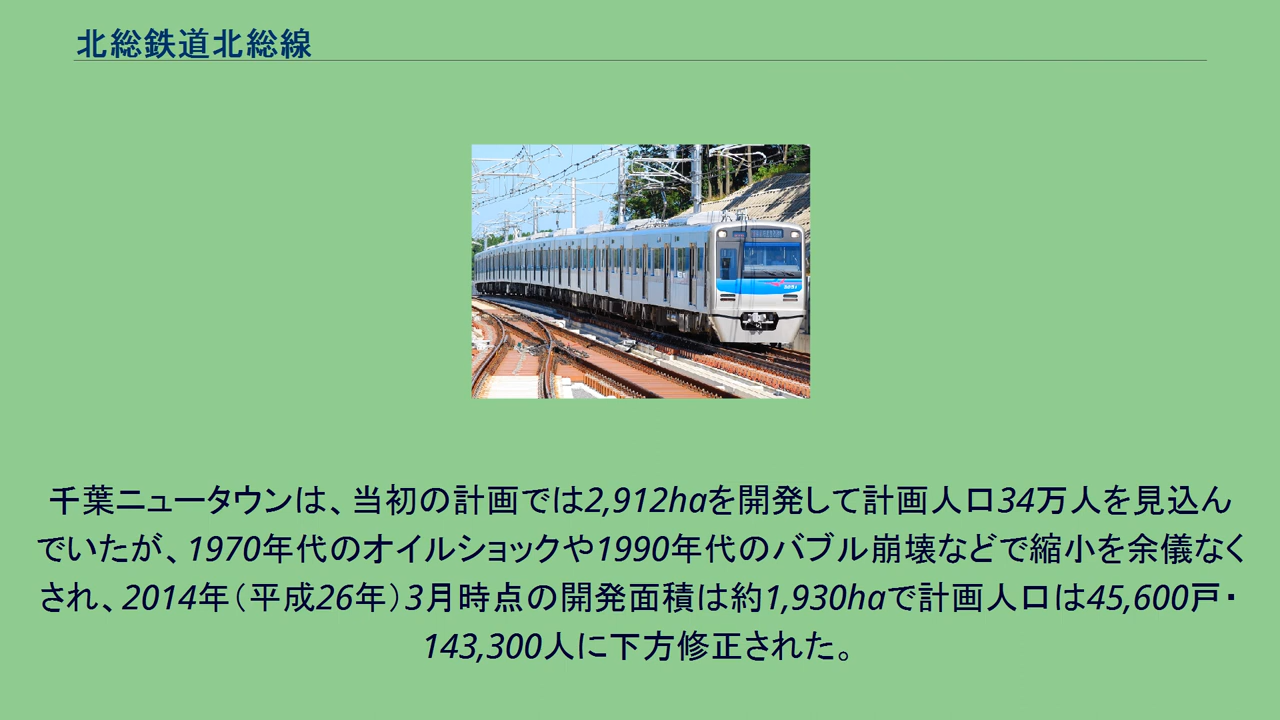 北総鉄道北総線
千葉ニュータウンは、当初の計画では2,912haを開発して計画人口34万人を見込ん
でいたが、1970年代のオイルショックや1990年代のバブル崩壊などで縮小を余儀なく
され、2014年（平成26年）3月時点の開発面積は約1,930haで計画人口は45,600戸・
143,300人に下方修正された。